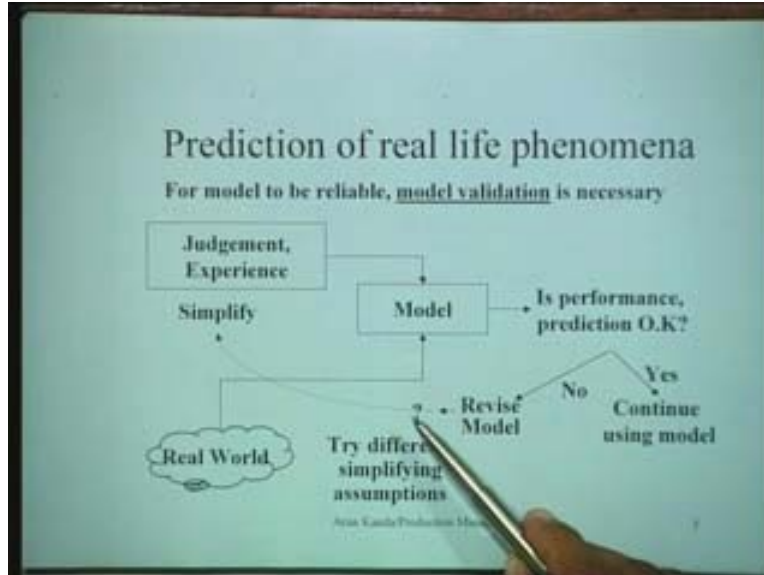 Prediction of real life phenomena
For model to be reliable, model validation is necessary
Judgement,
Experience
Simplify
Model
Is performance,
prediction O.K?
Yes
No
Continue
using model
Revise
Model
?
Real World
Try
simplifying
assumptions